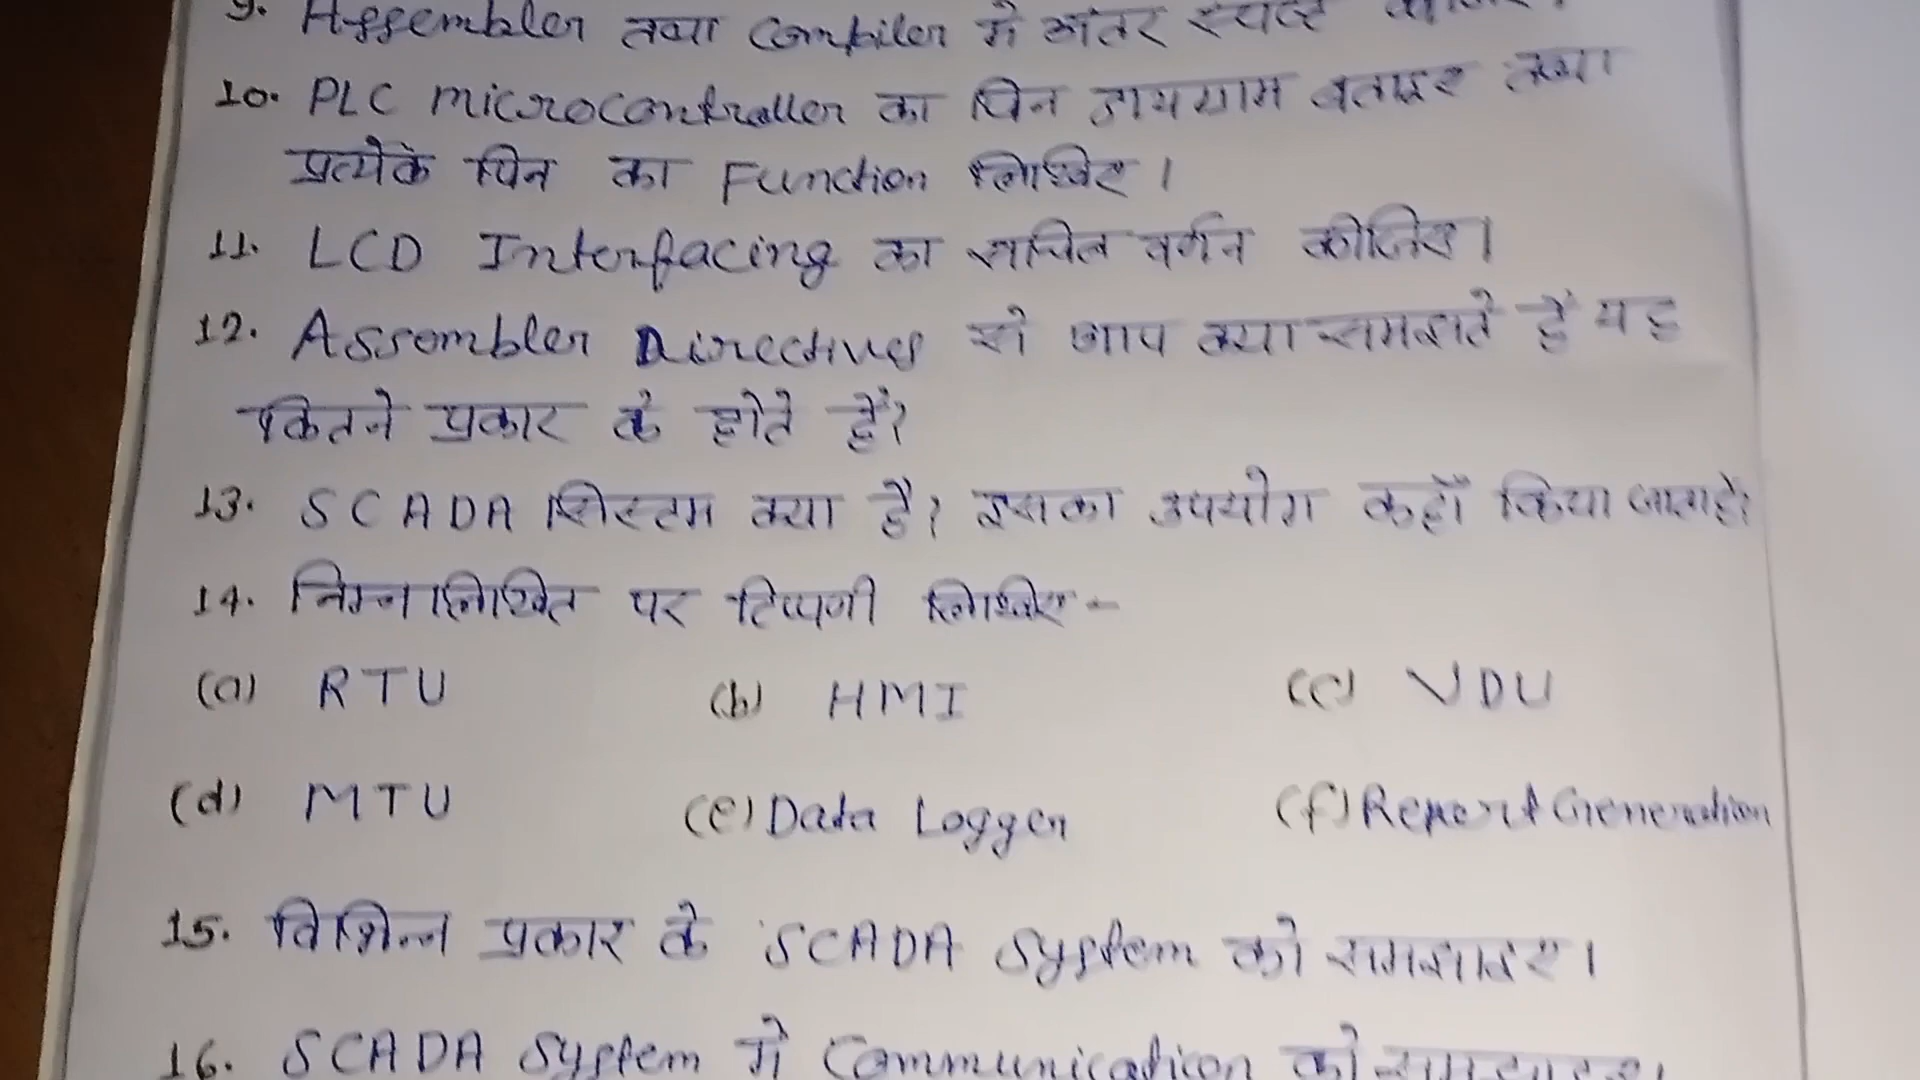 9. Assembler तथा Compiler में अंतर स्पष्ट
10. PLC microcontroller का पिन डायग्राम बताइए तथा
प्रत्येक पिन का Function लिखिए।
11. LCD Interfacing का सचित्र वर्णन कीजिए।
12. Assembler Directives से आप क्या समझते हैं यह
कितने प्रकार के होते हैं?
13. SCADA सिस्टम क्या है? इसका उपयोग कहाँ किया जाता है?
14. निम्नलिखित पर टिप्पणी लिखिए -
(a) RTU (b) HMI (c) VDU
(d) MTU (e) Data Logger (f) Report Generation
15. विभिन्न प्रकार के SCADA System को समझाइए।
16. SCADA System में Communication को समझाइए।